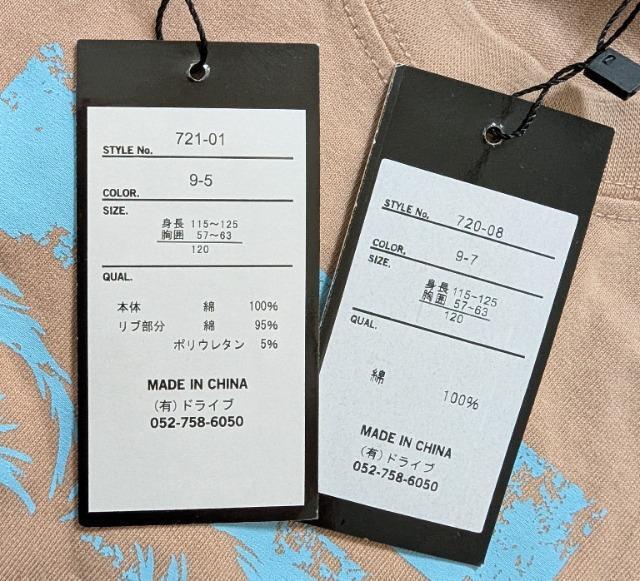 STYLE No. 721-01
COLOR. 9-5
SIZE.
身長 115～125
胸囲 57～63
120
QUAL.
本体 綿 100%
リブ部分 綿 95%
ポリウレタン 5%
MADE IN CHINA
(有)ドライブ
052-758-6050
STYLE No. 720-08
COLOR. 9-7
SIZE.
身長 115~125
胸囲 57~63
120
QUAL.
綿 100%
MADE IN CHINA
(有)ドライブ
052-758-6050